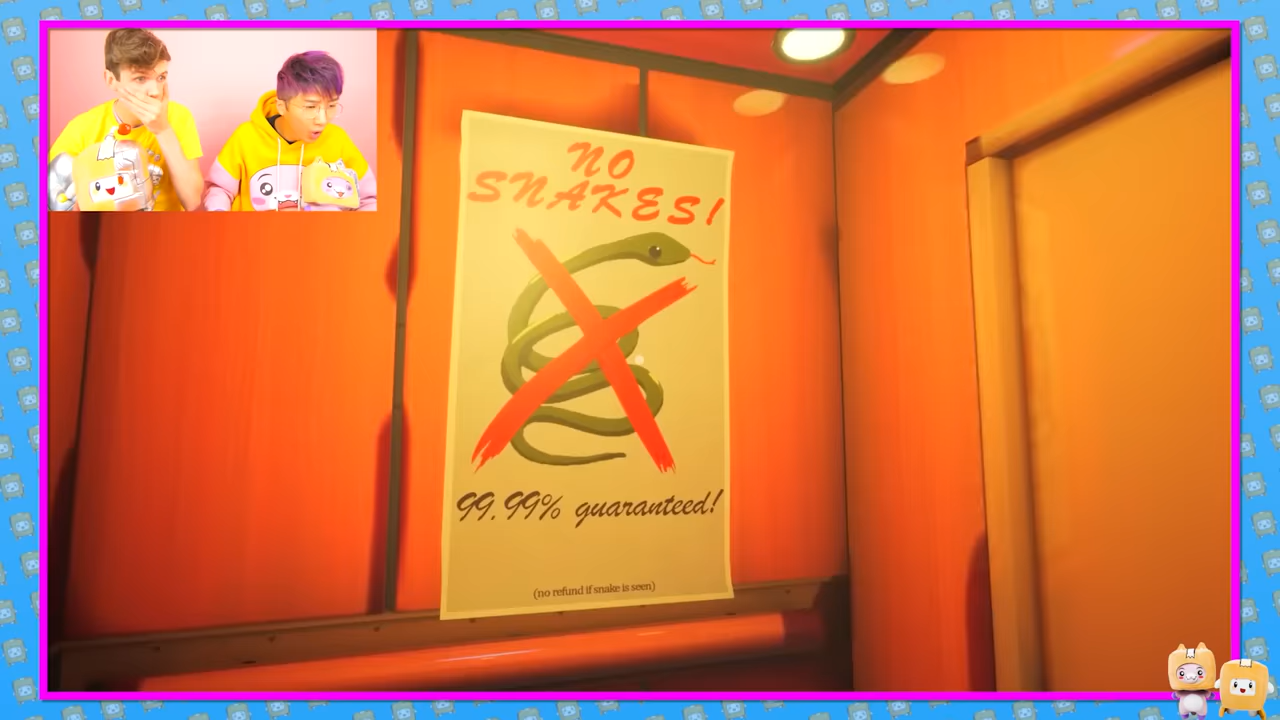 NO
SNAKES!
99.99% guaranteed!
(no refund if snake is seen)